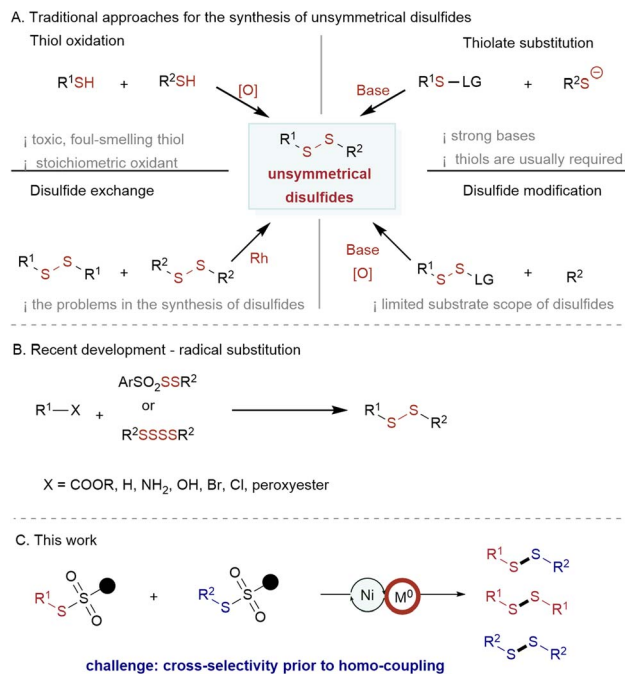 A. Traditional approaches for the synthesis of unsymmetrical disulfides
Thiol oxidation
R¹SH + R²SH
[O]
¡ toxic, foul-smelling thiol
¡ stoichiometric oxidant
Thiolate substitution
Base
R¹S–LG + R²S⊖
¡ strong bases
¡ thiols are usually required
R¹ S S R²
unsymmetrical
disulfides
Disulfide exchange
R¹ S S R¹ + R² S S R²
Rh
¡ the problems in the synthesis of disulfides
Disulfide modification
Base
[O]
R¹ S S LG + R²
¡ limited substrate scope of disulfides
B. Recent development - radical substitution
R¹–X +
ArSO₂SSR²
or
R²SSSSR²
R¹ S S R²
X = COOR, H, NH₂, OH, Br, Cl, peroxyester
C. This work
R¹ S S O O + R² S S O O
Ni M⁰
R¹ S S R²
R¹ S S R¹
R² S S R²
challenge: cross-selectivity prior to homo-coupling